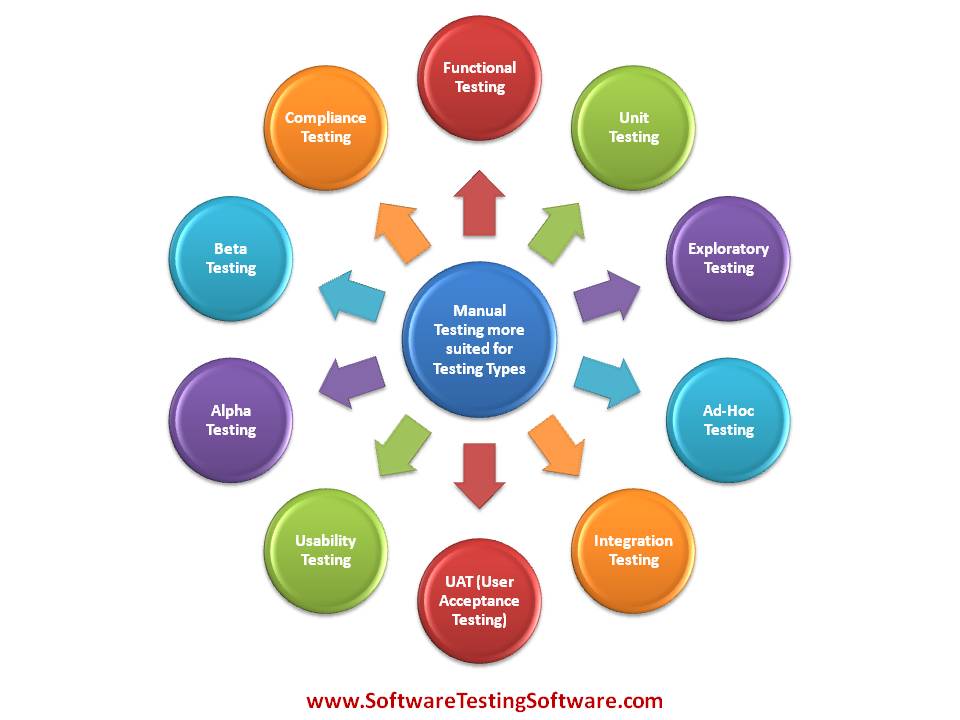 Functional
Testing
Unit
Testing
Exploratory
Testing
Ad-Hoc
Testing
Integration
Testing
UAT (User
Acceptance
Testing)
Usability
Testing
Alpha
Testing
Beta
Testing
Compliance
Testing
Manual
Testing more
suited for
Testing Types
www.SoftwareTestingSoftware.com